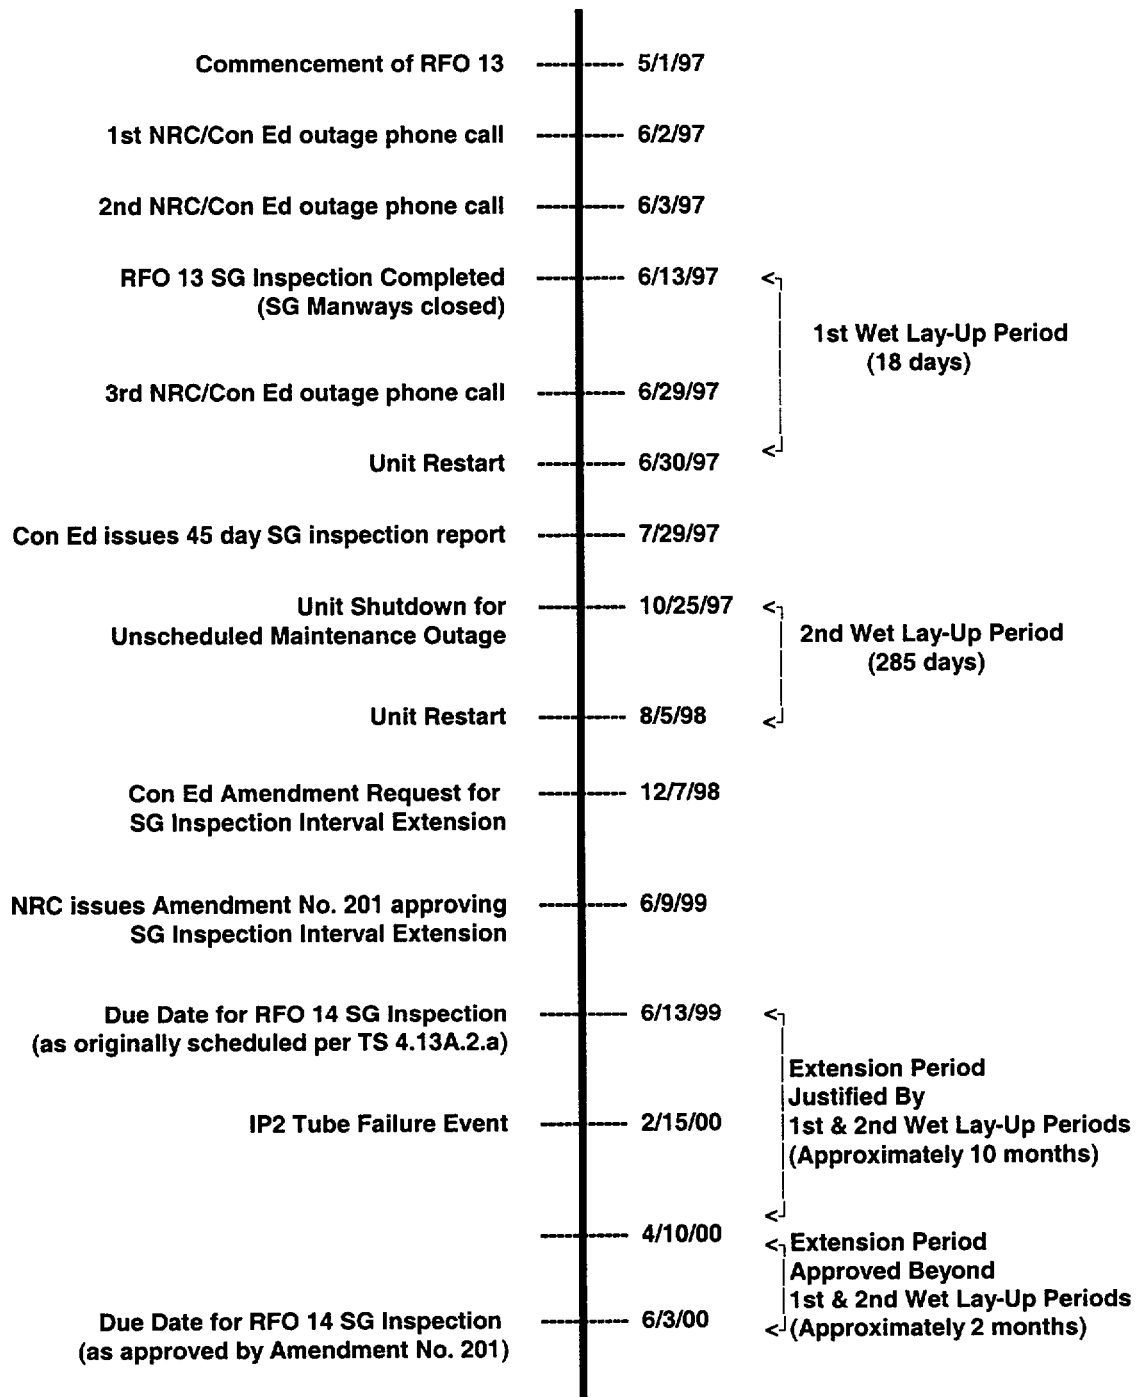 Commencement of RFO 13 5/1/97
1st NRC/Con Ed outage phone call 6/2/97
2nd NRC/Con Ed outage phone call 6/3/97
RFO 13 SG Inspection Completed 6/13/97
(SG Manways closed)
1st Wet Lay-Up Period
(18 days)
3rd NRC/Con Ed outage phone call 6/29/97
Unit Restart 6/30/97
Con Ed issues 45 day SG inspection report 7/29/97
Unit Shutdown for 10/25/97
Unscheduled Maintenance Outage
2nd Wet Lay-Up Period
(285 days)
Unit Restart 8/5/98
Con Ed Amendment Request for 12/7/98
SG Inspection Interval Extension
NRC issues Amendment No. 201 approving 6/9/99
SG Inspection Interval Extension
Due Date for RFO 14 SG Inspection 6/13/99
(as originally scheduled per TS 4.13A.2.a)
Extension Period
Justified By
1st & 2nd Wet Lay-Up Periods
(Approximately 10 months)
IP2 Tube Failure Event 2/15/00
4/10/00
Extension Period
Approved Beyond
1st & 2nd Wet Lay-Up Periods
(Approximately 2 months)
Due Date for RFO 14 SG Inspection 6/3/00
(as approved by Amendment No. 201)